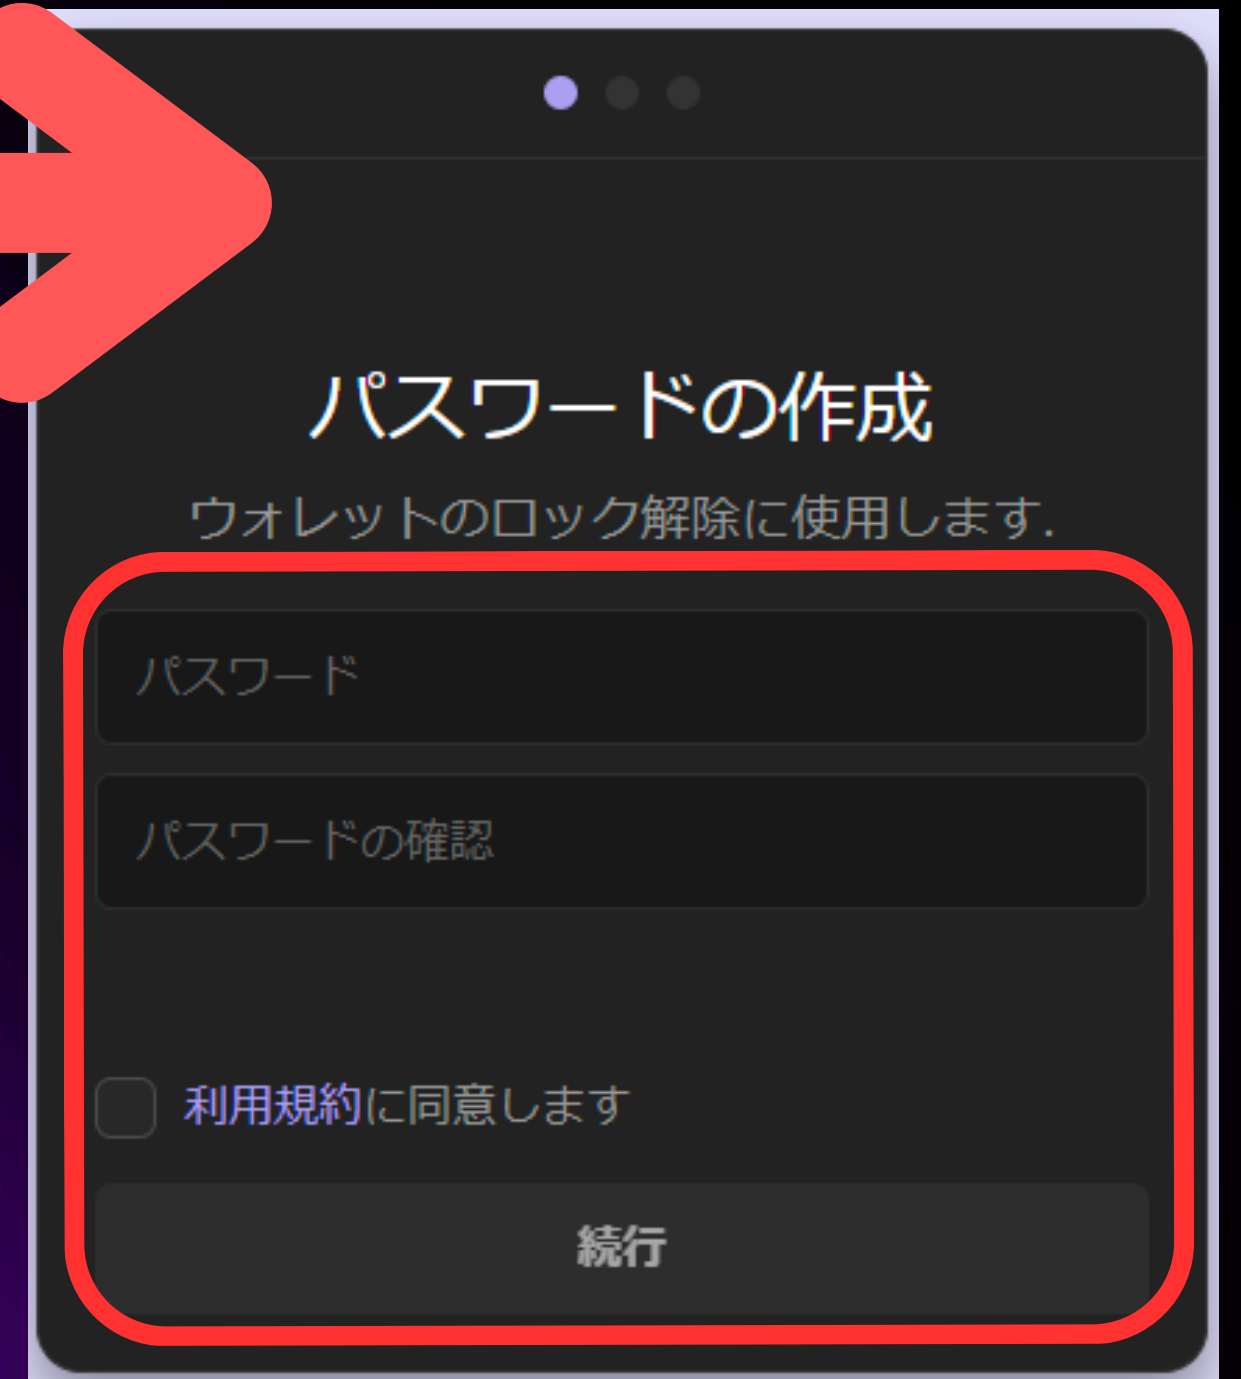 パスワードの作成
ウォレットのロック解除に使用します.
パスワード
パスワードの確認
利用規約に同意します
続行